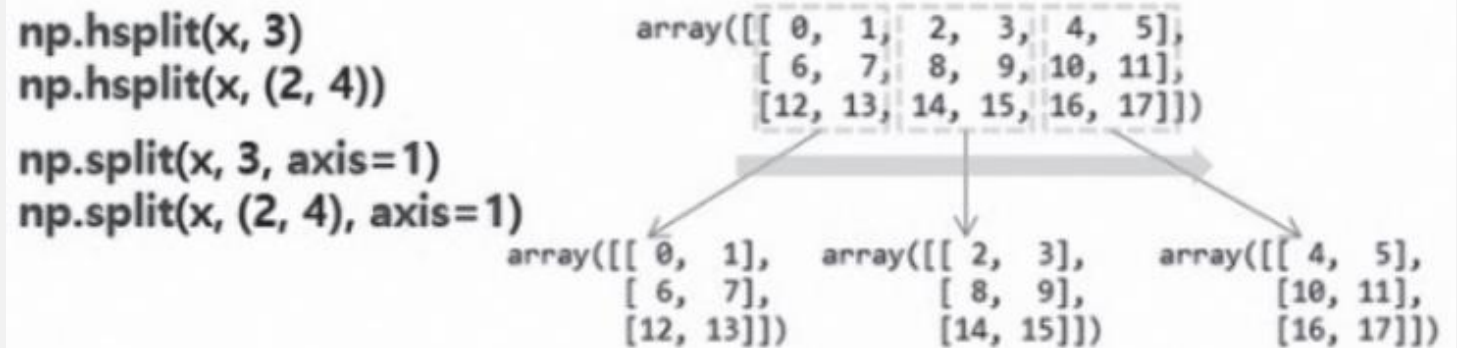 np.hsplit(x, 3)
np.hsplit(x, (2, 4))
np.split(x, 3, axis=1)
np.split(x, (2, 4), axis=1)
array([[ 0, 1, 2, 3, 4, 5],
[ 6, 7, 8, 9, 10, 11],
[12, 13, 14, 15, 16, 17]])
array([[ 0, 1],
[ 6, 7],
[12, 13]])
array([[ 2, 3],
[ 8, 9],
[14, 15]])
array([[ 4, 5],
[10, 11],
[16, 17]])